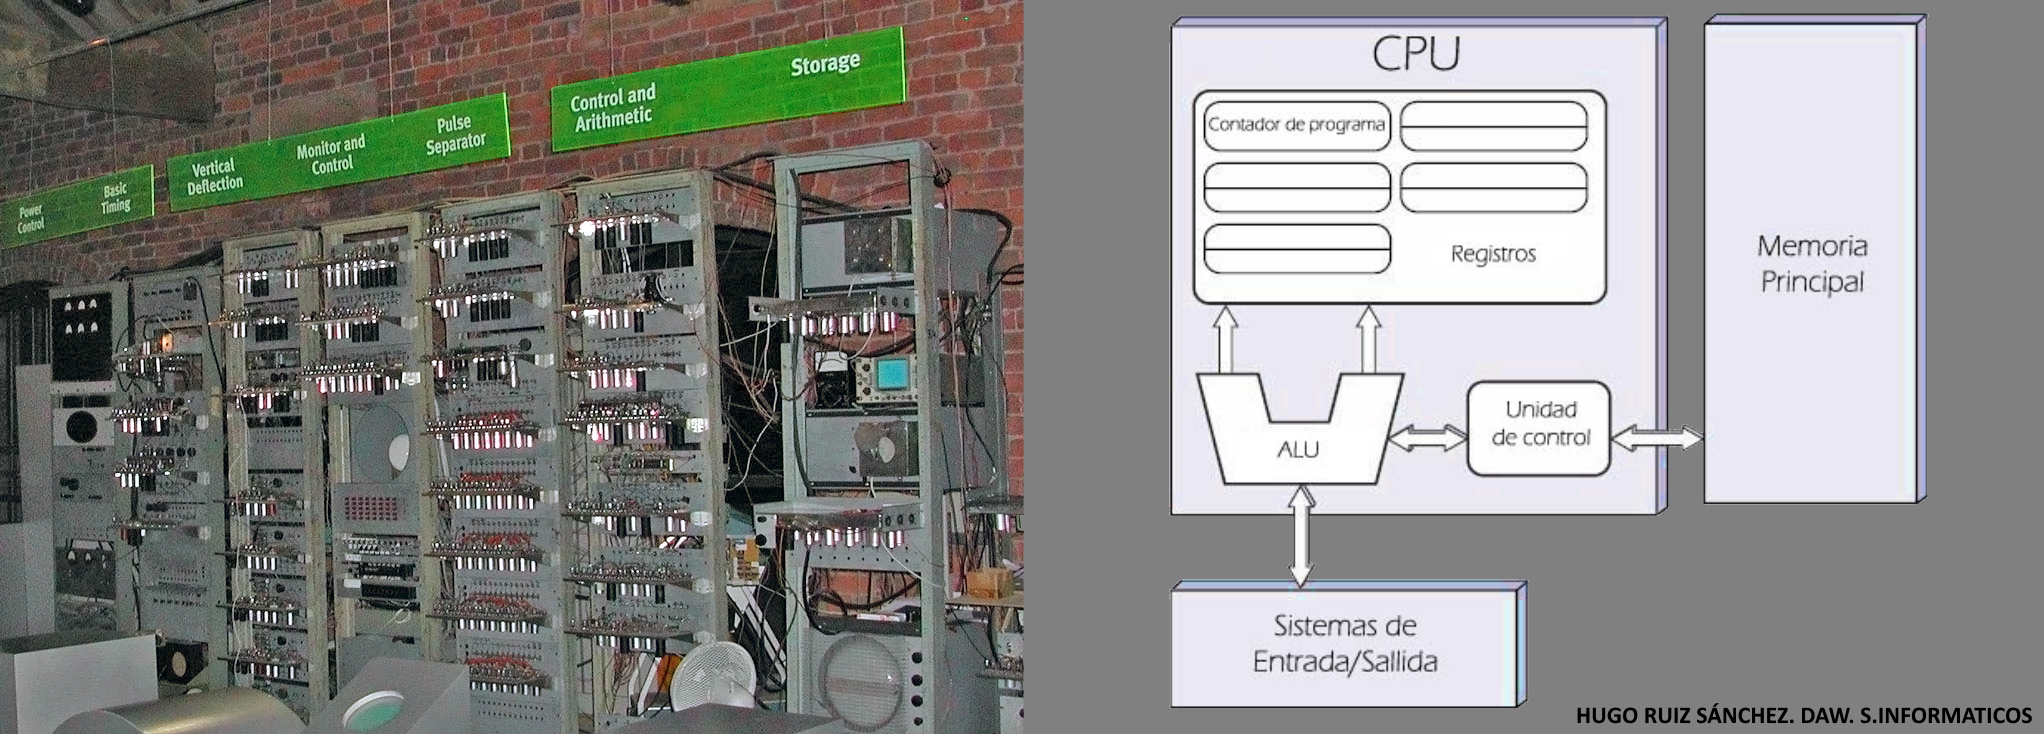 Power
Control
Basic
Timing
Vertical
Deflection
Monitor and
Control
Pulse
Separator
Control and
Arithmetic
Storage
CPU
Contador de programa
Registros
ALU
Unidad
de control
Memoria
Principal
Sistemas de
Entrada/Sallida
HUGO RUIZ SÁNCHEZ. DAW. S.INFORMATICOS